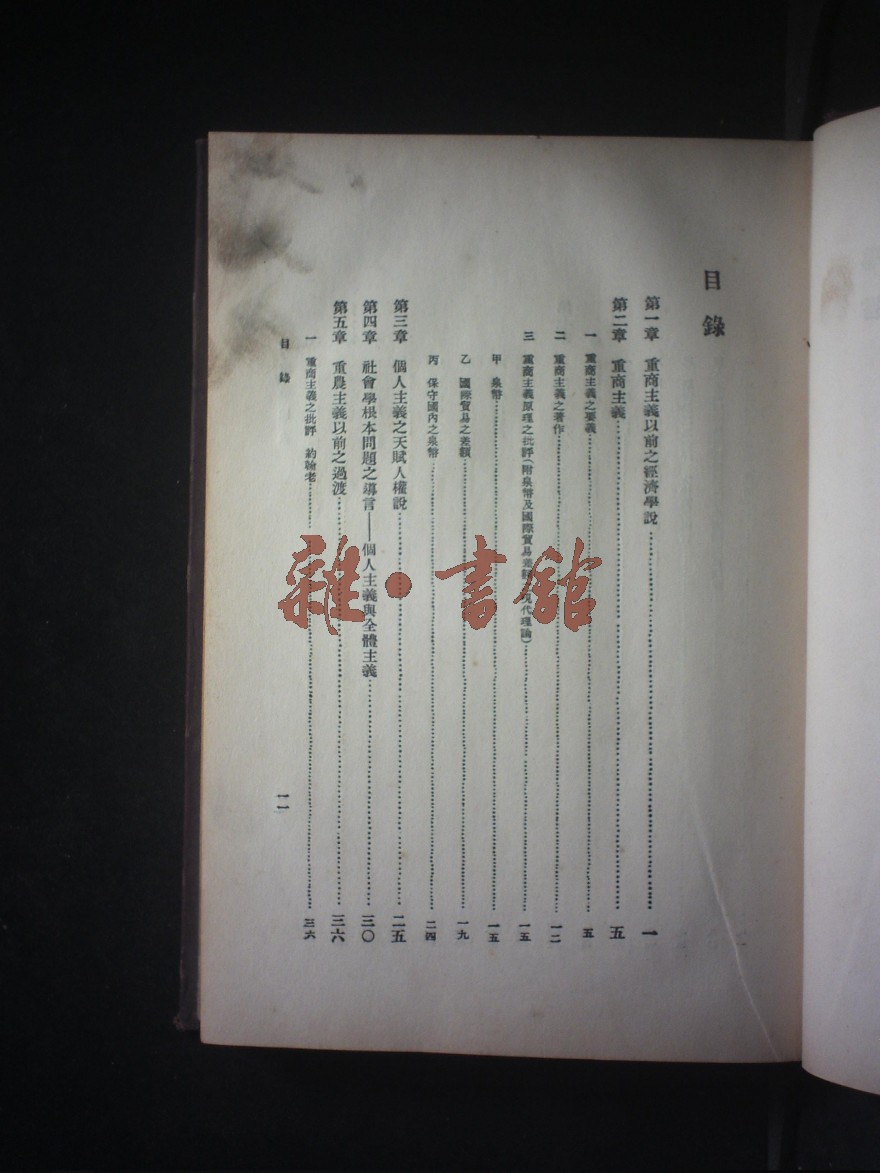 目錄
第一章 重商主義以前之經濟學說 一
第二章 重商主義 五
一 重商主義之要義 五
二 重商主義之著作 一二
三 重商主義原理之批評(附泉幣及國際貿易差額 現代理論) 一五
甲 泉幣 一五
乙 國際貿易之差額 一九
丙 保守國內之泉幣 二四
第三章 個人主義之天賦人權說 二五
第四章 社會學根本問題之導言——個人主義與全體主義 三〇
第五章 重農主義以前之過渡 三六
一 重商主義之批評 約翰老 三六
目錄
一一
雜·書館